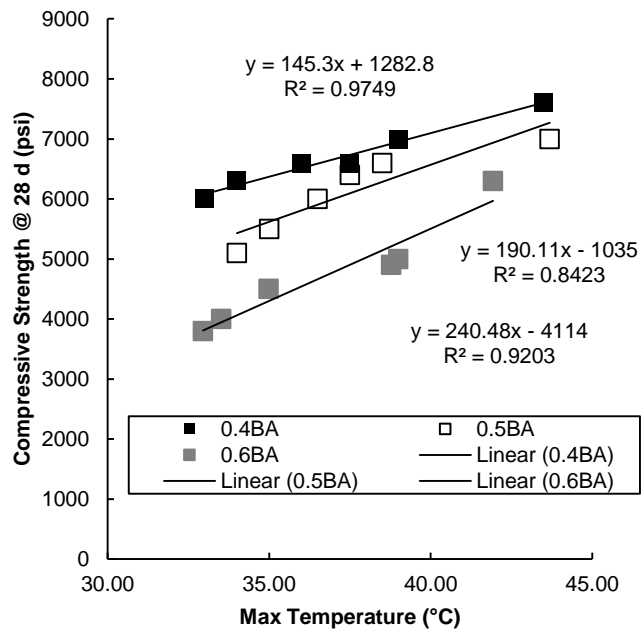 9000
8000
7000
6000
5000
4000
3000
2000
1000
0
Compressive Strength @ 28 d (psi)
y = 145.3x + 1282.8
R² = 0.9749
y = 190.11x - 1035
R² = 0.8423
y = 240.48x - 4114
R² = 0.9203
0.4BA 0.5BA
0.6BA Linear (0.4BA)
Linear (0.5BA) Linear (0.6BA)
30.00 35.00 40.00 45.00
Max Temperature (°C)